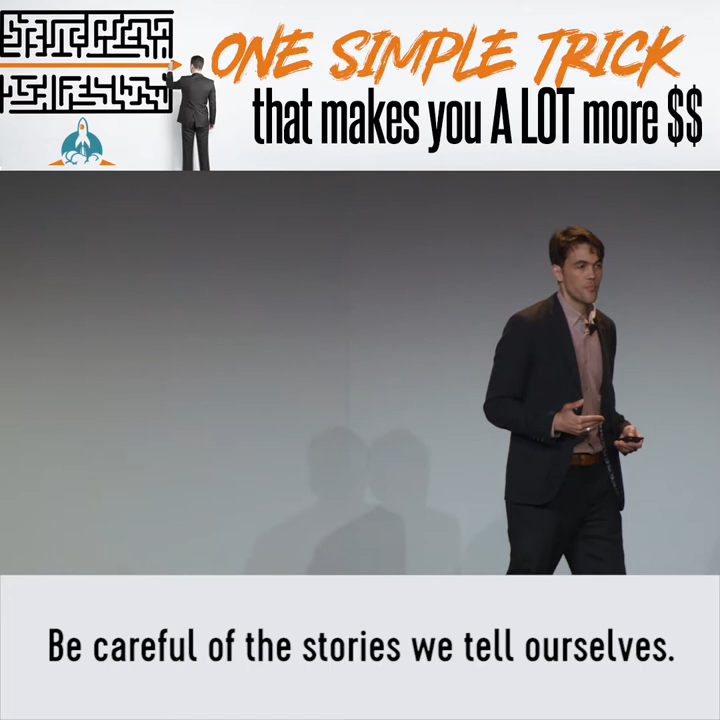 ONE SIMPLE TRICK
that makes you A LOT more $$
Be careful of the stories we tell ourselves.